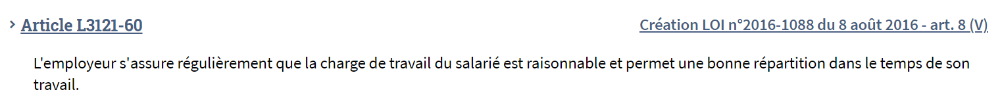 Article L3121-60
Création LOI n°2016-1088 du 8 août 2016 - art. 8 (V)
L'employeur s'assure régulièrement que la charge de travail du salarié est raisonnable et permet une bonne répartition dans le temps de son
travail.